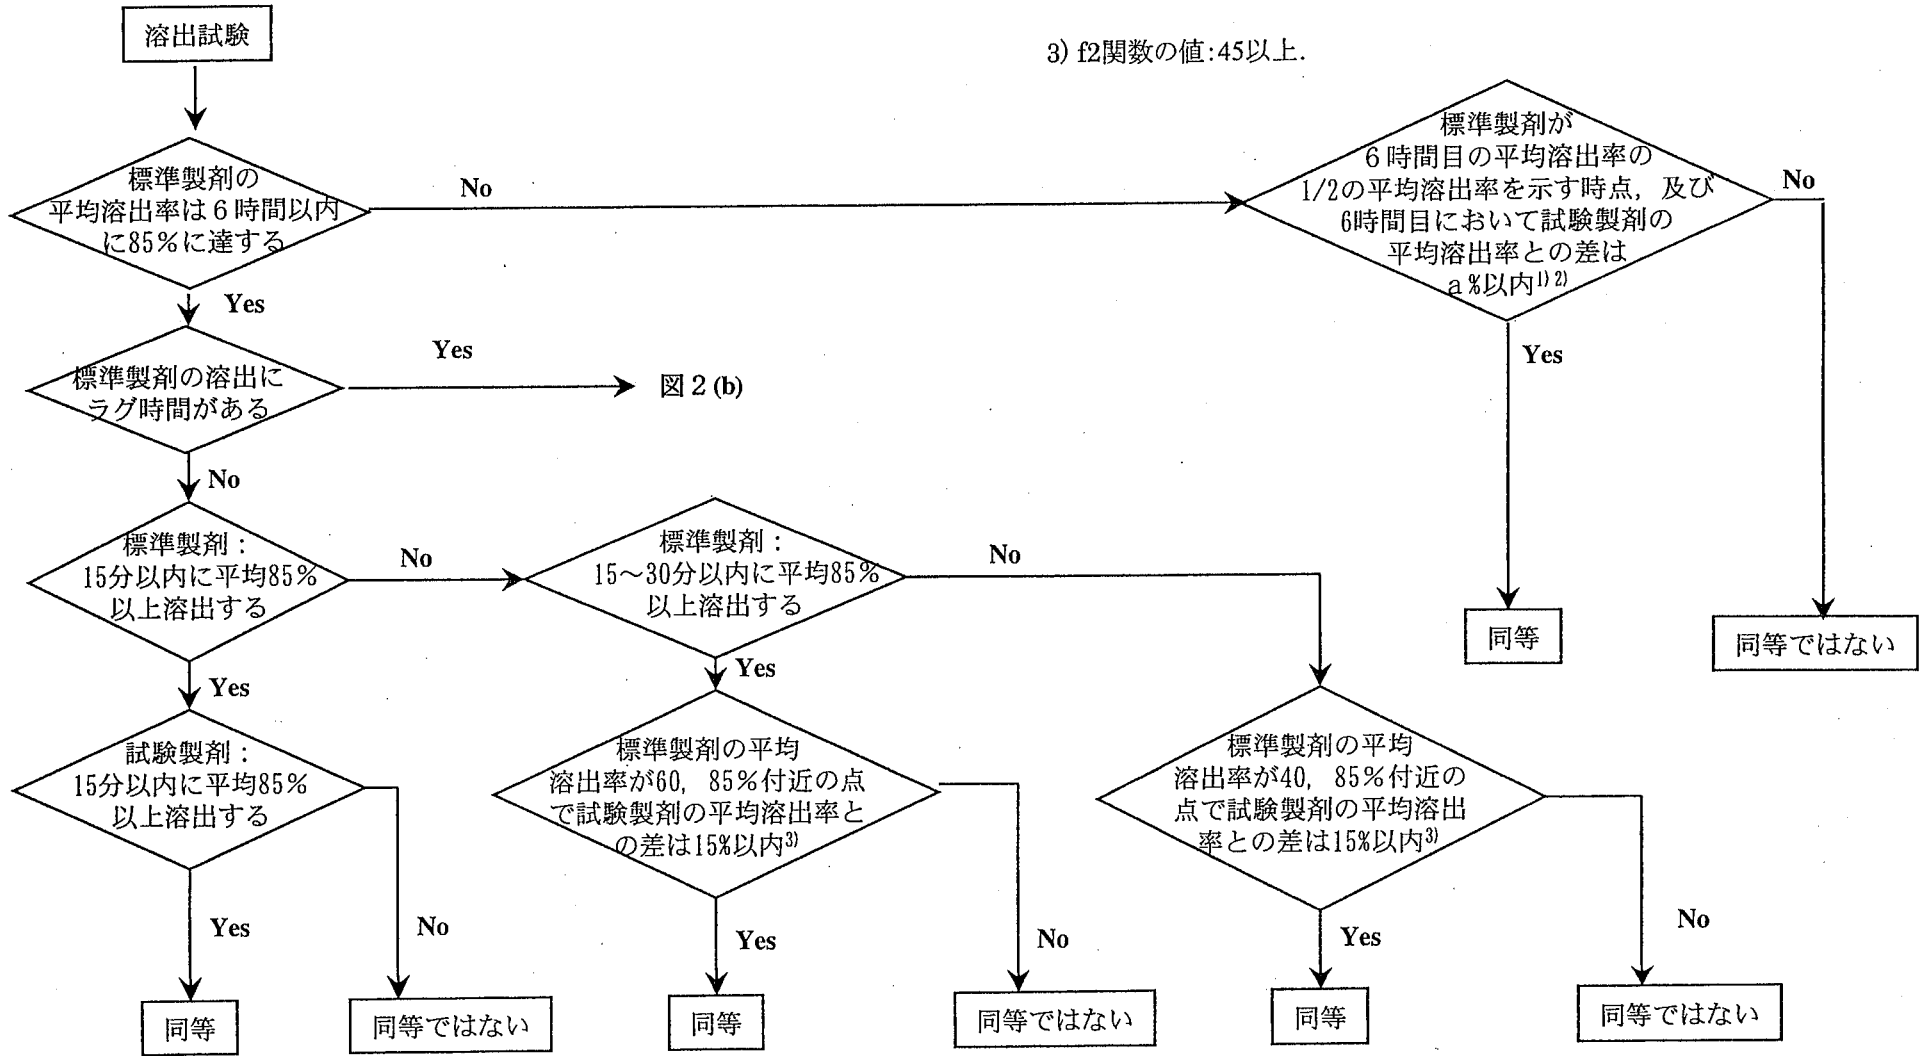 溶出試験
3) f2関数の値:45以上.
標準製剤の
平均溶出率は６時間以内
に85％に達する
No
標準製剤が
６時間目の平均溶出率の
1/2の平均溶出率を示す時点，及び
6時間目において試験製剤の
平均溶出率との差は
ａ%以内1) 2)
No
Yes
Yes
標準製剤の溶出に
ラグ時間がある
Yes
図２(b)
Yes
No
標準製剤：
15分以内に平均85％
以上溶出する
No
標準製剤：
15～30分以内に平均85％
以上溶出する
No
同等
同等ではない
Yes
Yes
試験製剤：
15分以内に平均85％
以上溶出する
標準製剤の平均
溶出率が60，85％付近の点
で試験製剤の平均溶出率と
の差は15%以内3)
標準製剤の平均
溶出率が40，85％付近の
点で試験製剤の平均溶出
率との差は15%以内3)
Yes
No
Yes
No
Yes
No
同等
同等ではない
同等
同等ではない
同等
同等ではない